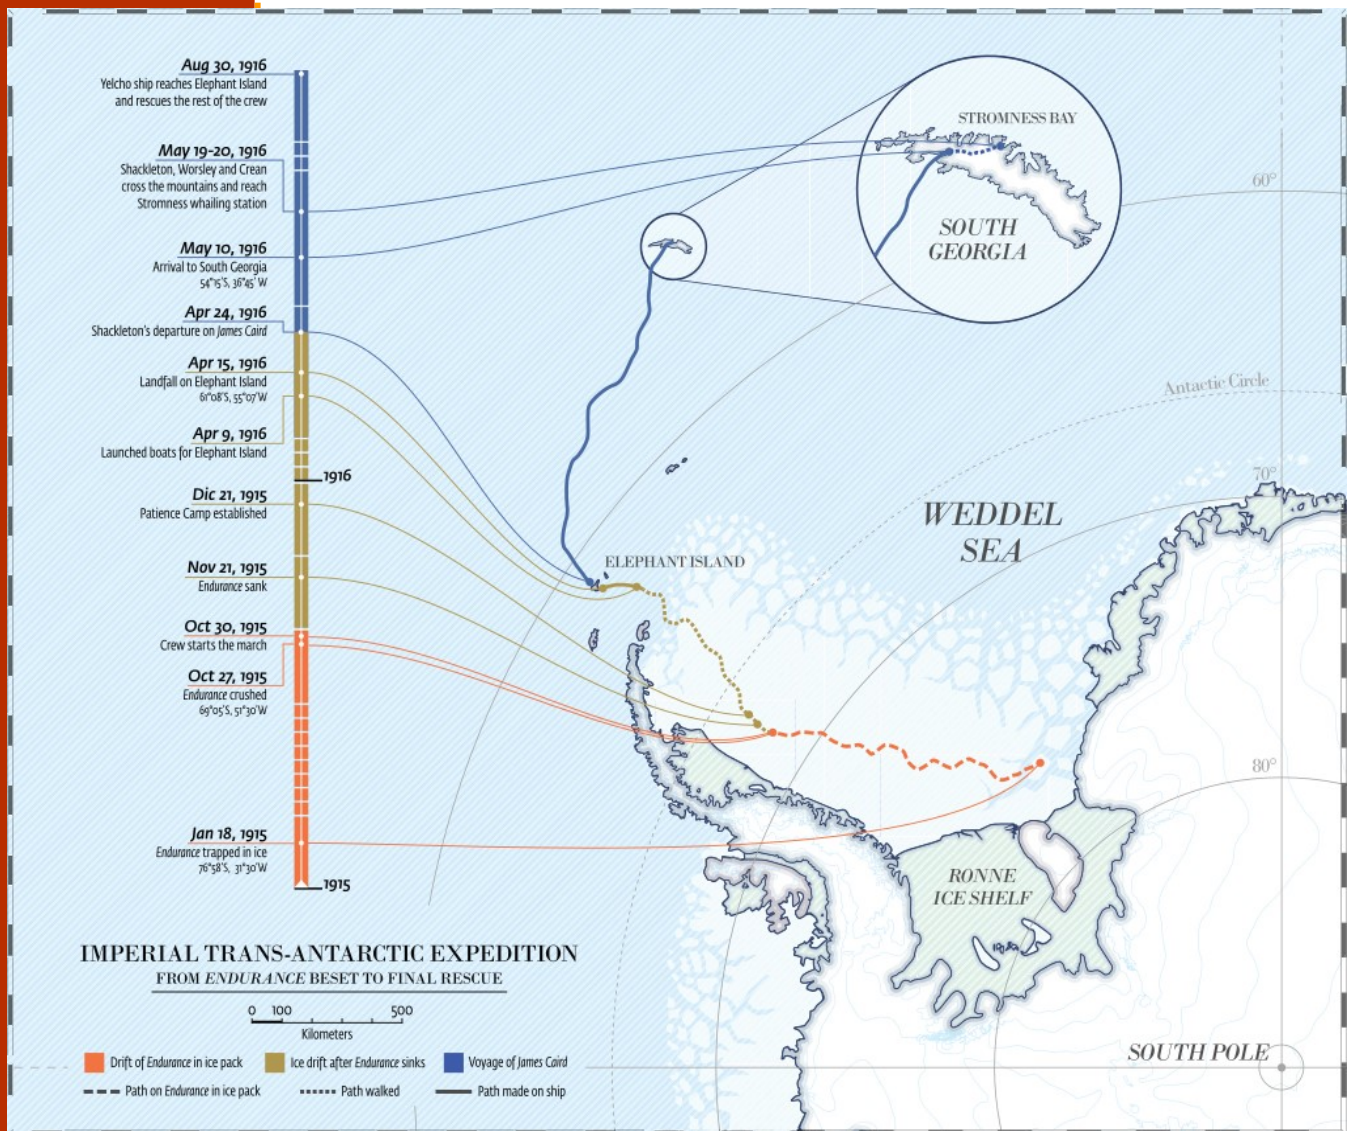 Aug 30, 1916
Yelcho ship reaches Elephant Island
and rescues the rest of the crew
May 19-20, 1916
Shackleton, Worsley and Crean
cross the mountains and reach
Stromness whailing station
May 10, 1916
Arrival to South Georgia
54°15'S, 36°45' W
Apr 24, 1916
Shackleton's departure on James Caird
Apr 15, 1916
Landfall on Elephant Island
61°08'S, 55°07'W
Apr 9, 1916
Launched boats for Elephant Island
1916
Dic 21, 1915
Patience Camp established
Nov 21, 1915
Endurance sank
Oct 30, 1915
Crew starts the march
Oct 27, 1915
Endurance crushed
69°05'S, 51°30'W
Jan 18, 1915
Endurance trapped in ice
76°58'S, 31°30'W
1915
STROMNESS BAY
SOUTH
GEORGIA
60°
Antactic Circle
70°
WEDDEL
SEA
ELEPHANT ISLAND
80°
RONNE
ICE SHELF
SOUTH POLE
IMPERIAL TRANS-ANTARCTIC EXPEDITION
FROM ENDURANCE BESET TO FINAL RESCUE
0 100 500
Kilometers
Drift of Endurance in ice pack
Ice drift after Endurance sinks
Voyage of James Caird
Path on Endurance in ice pack
Path walked
Path made on ship